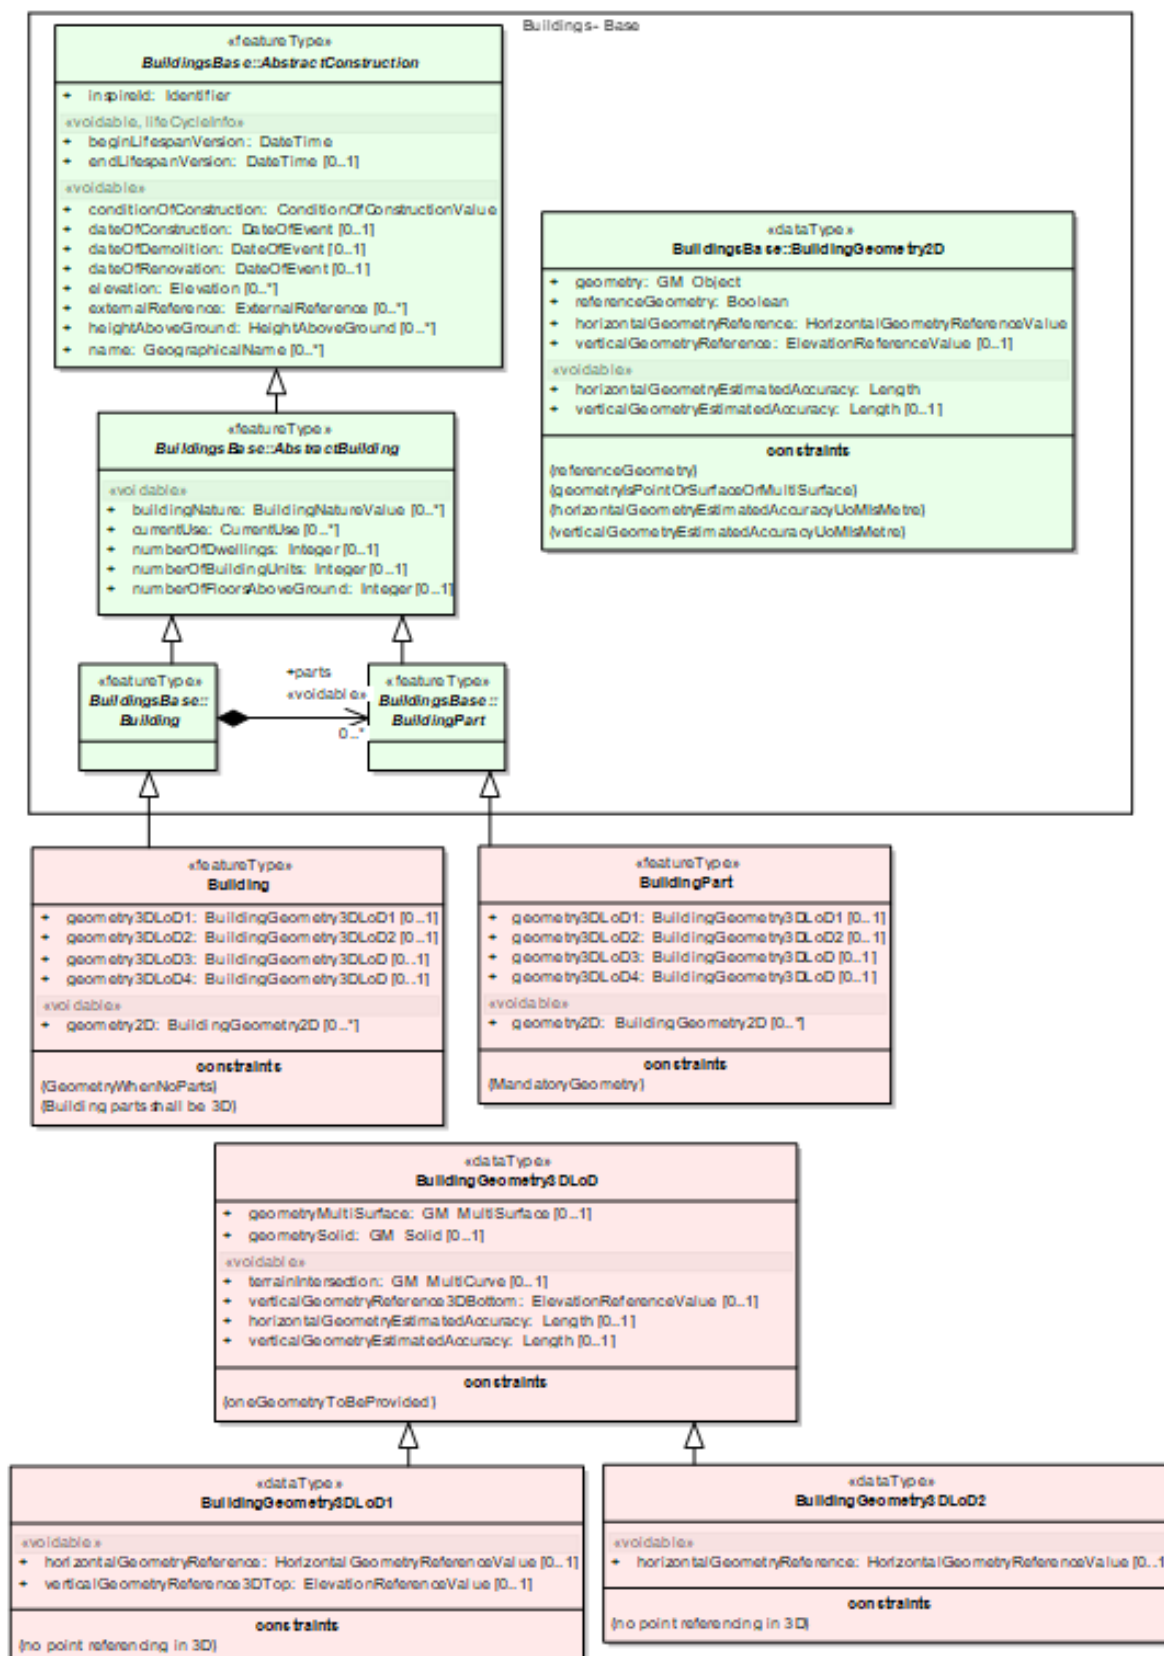 Buildings- Base
«featureType»
BuildingsBase::AbstractConstruction
+ inspireId: Identifier
«voidable, lifeCycleInfo»
+ beginLifespanVersion: DateTime
+ endLifespanVersion: DateTime [0..1]
«voidable»
+ conditionOfConstruction: ConditionOfConstructionValue
+ dateOfConstruction: DateOfEvent [0..1]
+ dateOfDemolition: DateOfEvent [0..1]
+ dateOfRenovation: DateOfEvent [0..1]
+ elevation: Elevation [0..*]
+ externalReference: ExternalReference [0..*]
+ heightAboveGround: HeightAboveGround [0..*]
+ name: GeographicalName [0..*]
«dataType»
BuildingsBase::BuildingGeometry2D
+ geometry: GM_Object
+ referenceGeometry: Boolean
+ horizontalGeometryReference: HorizontalGeometryReferenceValue
+ verticalGeometryReference: ElevationReferenceValue [0..1]
«voidable»
+ horizontalGeometryEstimatedAccuracy: Length
+ verticalGeometryEstimatedAccuracy: Length [0..1]
constraints
{referenceGeometry}
{geometryIsPointOrSurfaceOrMultiSurface}
{horizontalGeometryEstimatedAccuracyUoMIsMetre}
{verticalGeometryEstimatedAccuracyUoMIsMetre}
«featureType»
BuildingsBase::AbstractBuilding
«voidable»
+ buildingNature: BuildingNatureValue [0..*]
+ currentUse: CurrentUse [0..*]
+ numberOfDwellings: Integer [0..1]
+ numberOfBuildingUnits: Integer [0..1]
+ numberOfFloorsAboveGround: Integer [0..1]
«featureType»
BuildingsBase::
Building
+parts
«voidable»
0..*
«featureType»
BuildingsBase::
BuildingPart
«featureType»
Building
+ geometry3DLoD1: BuildingGeometry3DLoD1 [0..1]
+ geometry3DLoD2: BuildingGeometry3DLoD2 [0..1]
+ geometry3DLoD3: BuildingGeometry3DLoD [0..1]
+ geometry3DLoD4: BuildingGeometry3DLoD [0..1]
«voidable»
+ geometry2D: BuildingGeometry2D [0..*]
constraints
{GeometryWhenNoParts}
{Building parts shall be 3D}
«featureType»
BuildingPart
+ geometry3DLoD1: BuildingGeometry3DLoD1 [0..1]
+ geometry3DLoD2: BuildingGeometry3DLoD2 [0..1]
+ geometry3DLoD3: BuildingGeometry3DLoD [0..1]
+ geometry3DLoD4: BuildingGeometry3DLoD [0..1]
«voidable»
+ geometry2D: BuildingGeometry2D [0..*]
constraints
{MandatoryGeometry}
«dataType»
BuildingGeometry3DLoD
+ geometryMultiSurface: GM_MultiSurface [0..1]
+ geometrySolid: GM_Solid [0..1]
«voidable»
+ terrainIntersection: GM_MultiCurve [0..1]
+ verticalGeometryReference3DBottom: ElevationReferenceValue [0..1]
+ horizontalGeometryEstimatedAccuracy: Length [0..1]
+ verticalGeometryEstimatedAccuracy: Length [0..1]
constraints
{oneGeometryToBeProvided}
«dataType»
BuildingGeometry3DLoD1
«voidable»
+ horizontalGeometryReference: HorizontalGeometryReferenceValue [0..1]
+ verticalGeometryReference3DTop: ElevationReferenceValue [0..1]
constraints
{no point referencing in 3D}
«dataType»
BuildingGeometry3DLoD2
«voidable»
+ horizontalGeometryReference: HorizontalGeometryReferenceValue [0..1
constraints
{no point referencing in 3D}